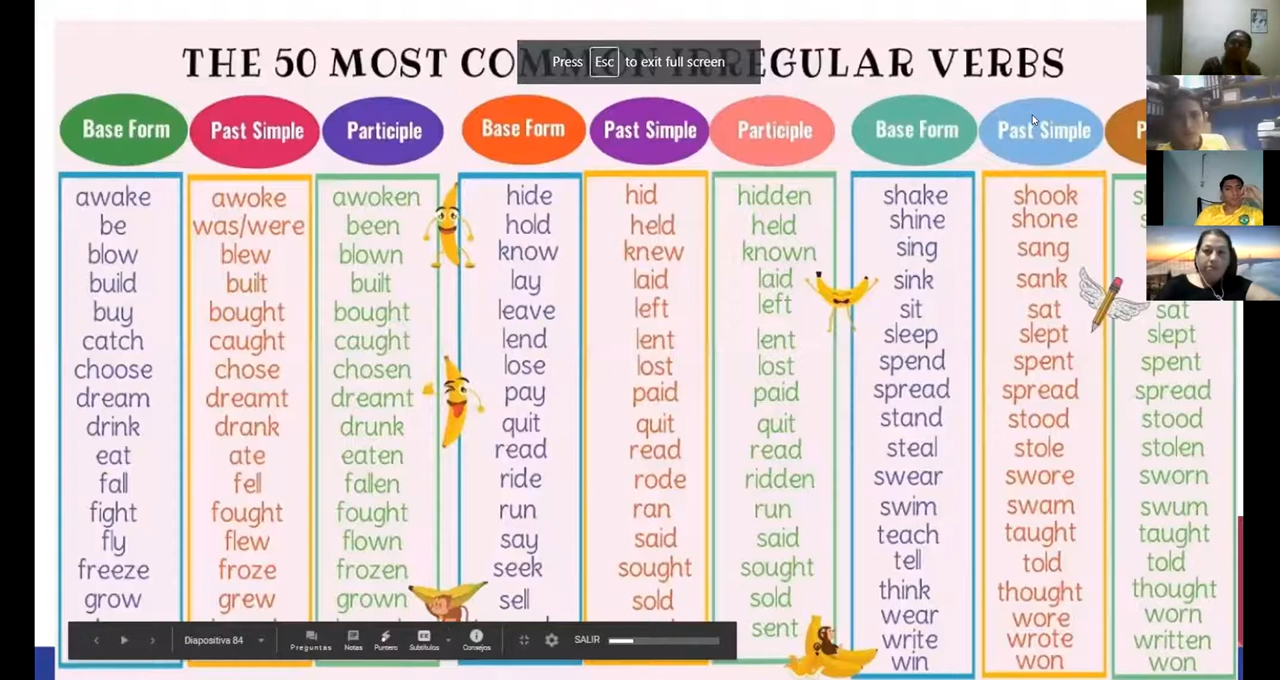 THE 50 MOST COMMON IRREGULAR VERBS
Press Esc to exit full screen
Base Form Past Simple Participle Base Form Past Simple Participle Base Form Past Simple
awake awoke awoken hide hid hidden shake shook
be was/were been hold held held shine shone
blow blew blown know knew known sing sang
build built built lay laid laid sink sank
buy bought bought leave left left sit sat sat
catch caught caught lend lent lent sleep slept slept
choose chose chosen lose lost lost spend spent spent
dream dreamt dreamt pay paid paid spread spread spread
drink drank drunk quit quit quit stand stood stood
eat ate eaten read read read steal stole stolen
fall fell fallen ride rode ridden swear swore sworn
fight fought fought run ran run swim swam swum
fly flew flown say said said teach taught taught
freeze froze frozen seek sought sought tell told told
grow grew grown sell sold sold think thought thought
sent wear wore worn
write wrote written
win won won
Diapositiva 84 Preguntas Notas Puntero Subtítulos Consejos SALIR